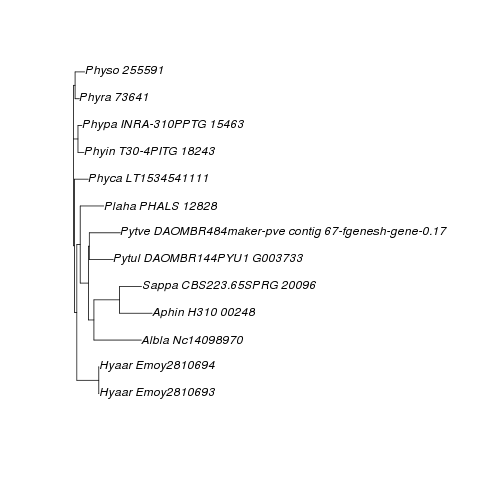 Physo 255591
Phyra 73641
Phypa INRA-310PPTG 15463
Phyin T30-4PITG 18243
Phyca LT1534541111
Plaha PHALS 12828
Pytve DAOMBR484maker-pve contig 67-fgenesh-gene-0.17
Pytul DAOMBR144PYU1 G003733
Sappa CBS223.65SPRG 20096
Aphin H310 00248
Albla Nc14098970
Hyaar Emoy2810694
Hyaar Emoy2810693